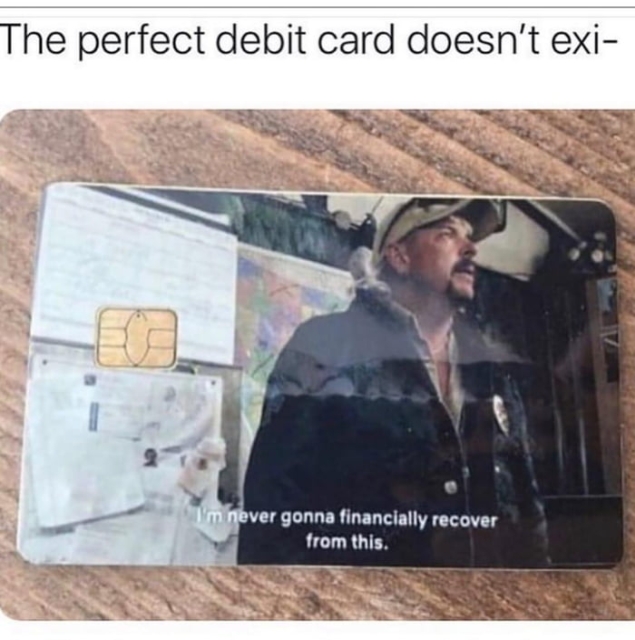 The perfect debit card doesn't exi-
I'm never gonna financially recover
from this.